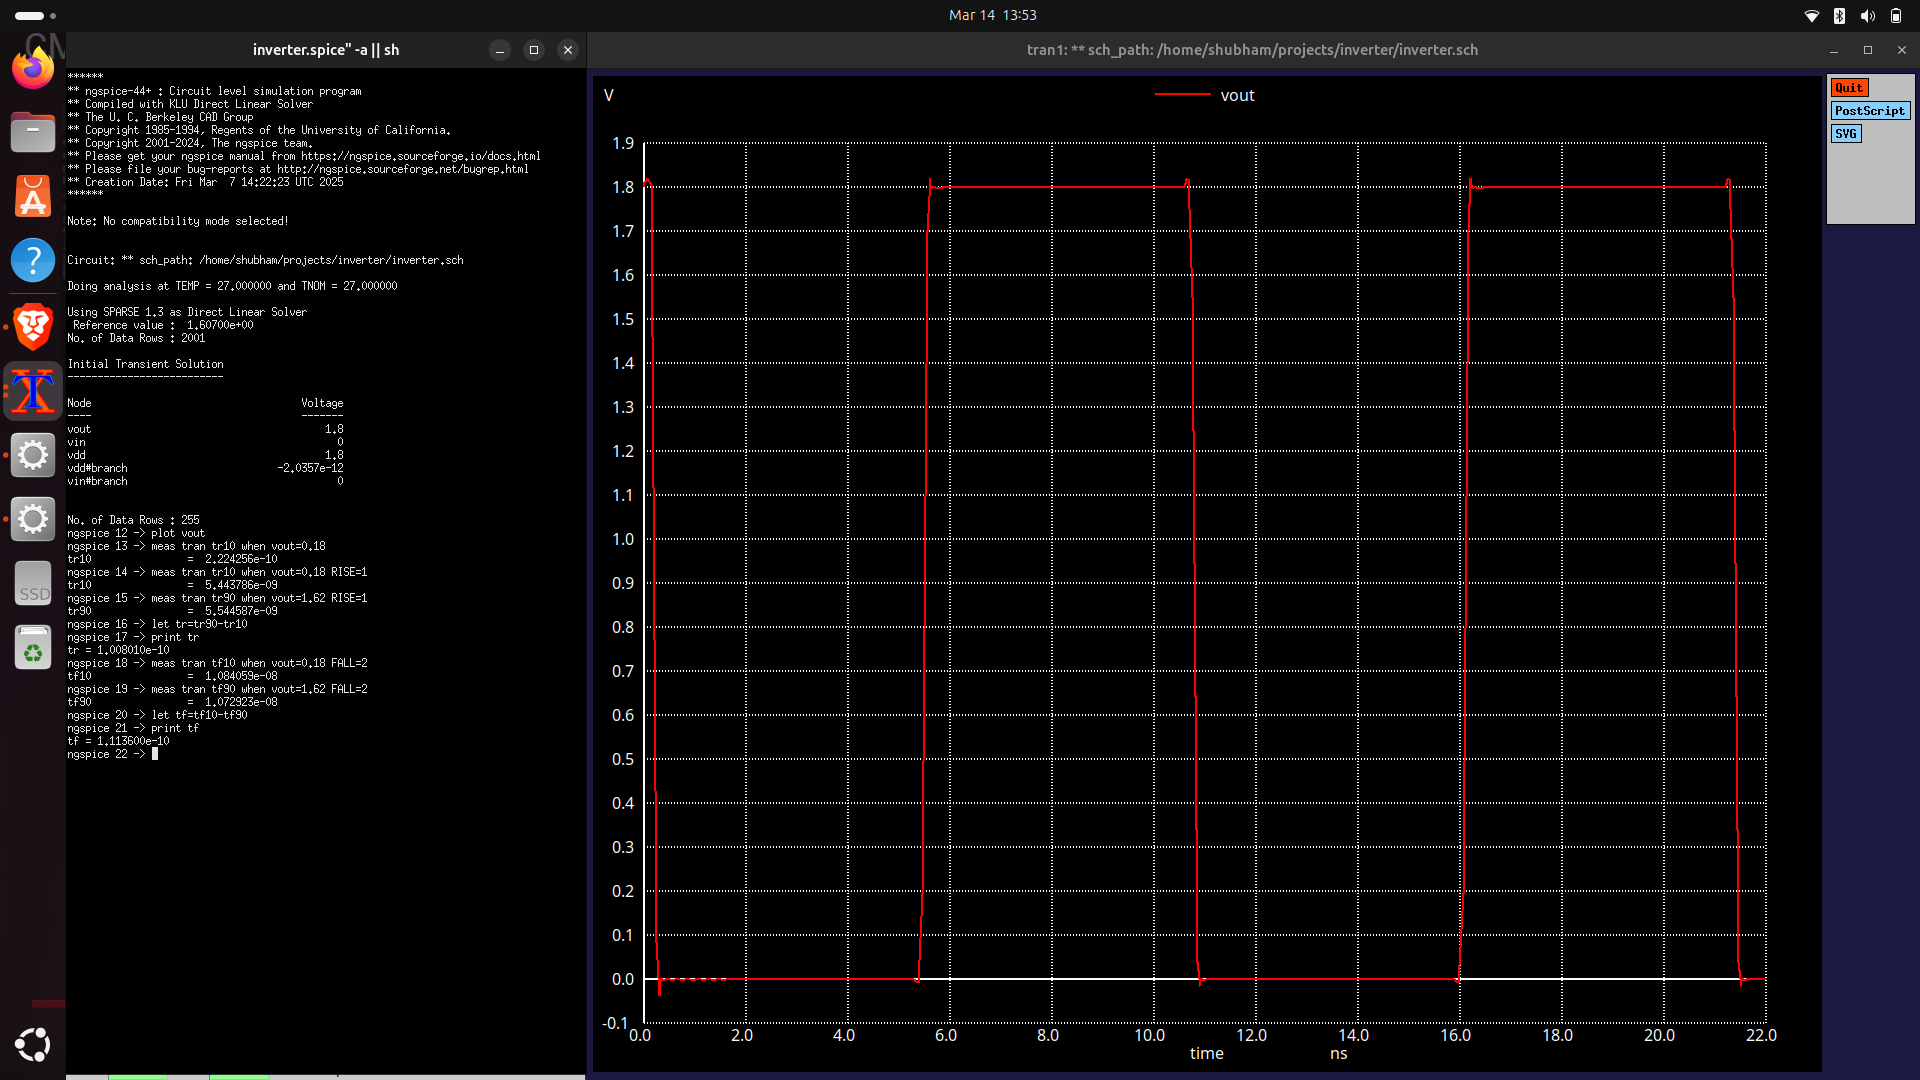 Mar 14 13:53
inverter.spice" -a || sh
******
** ngspice-44+ : Circuit level simulation program
** Compiled with KLU Direct Linear Solver
** The U. C. Berkeley CAD Group
** Copyright 1985-1994, Regents of the University of California.
** Copyright 2001-2024, The ngspice team.
** Please get your ngspice manual from https://ngspice.sourceforge.io/docs.html
** Please file your bug-reports at http://ngspice.sourceforge.net/bugrep.html
** Creation Date: Fri Mar  7 14:22:23 UTC 2025
******
Note: No compatibility mode selected!
Circuit: ** sch_path: /home/shubham/projects/inverter/inverter.sch
Doing analysis at TEMP = 27.000000 and TNOM = 27.000000
Using SPARSE 1.3 as Direct Linear Solver
Reference value :  1.60700e+00
No. of Data Rows : 2001
Initial Transient Solution
--------------------------
Node Voltage
---- -------
vout 1.8
vin 0
vdd 1.8
vdd#branch -2.0357e-12
vin#branch 0
No. of Data Rows : 255
ngspice 12 -> plot vout
ngspice 13 -> meas tran tr10 when vout=0.18
tr10 = 2.224256e-10
ngspice 14 -> meas tran tr10 when vout=0.18 RISE=1
tr10 = 5.443786e-09
ngspice 15 -> meas tran tr90 when vout=1.62 RISE=1
tr90 = 5.544587e-09
ngspice 16 -> let tr=tr90-tr10
ngspice 17 -> print tr
tr = 1.008010e-10
ngspice 18 -> meas tran tf10 when vout=0.18 FALL=2
tf10 = 1.084059e-08
ngspice 19 -> meas tran tf90 when vout=1.62 FALL=2
tf90 = 1.072923e-08
ngspice 20 -> let tf=tf10-tf90
ngspice 21 -> print tf
tf = 1.113600e-10
ngspice 22 ->
SSD
tran1: ** sch_path: /home/shubham/projects/inverter/inverter.sch
V
vout
1.9
1.8
1.7
1.6
1.5
1.4
1.3
1.2
1.1
1.0
0.9
0.8
0.7
0.6
0.5
0.4
0.3
0.2
0.1
0.0
-0.1
0.0 2.0 4.0 6.0 8.0 10.0 12.0 14.0 16.0 18.0 20.0 22.0
time ns
Quit
PostScript
SVG